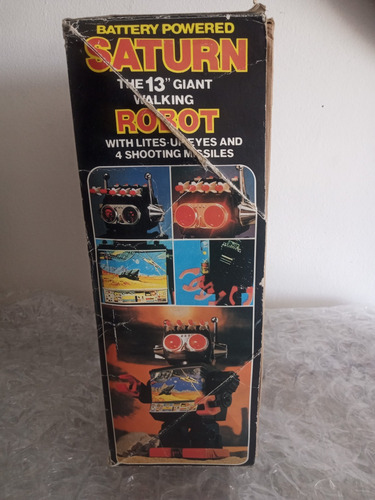 BATTERY POWERED
SATURN
THE 13" GIANT
WALKING
ROBOT
WITH LITES-UP EYES AND
4 SHOOTING MISSILES